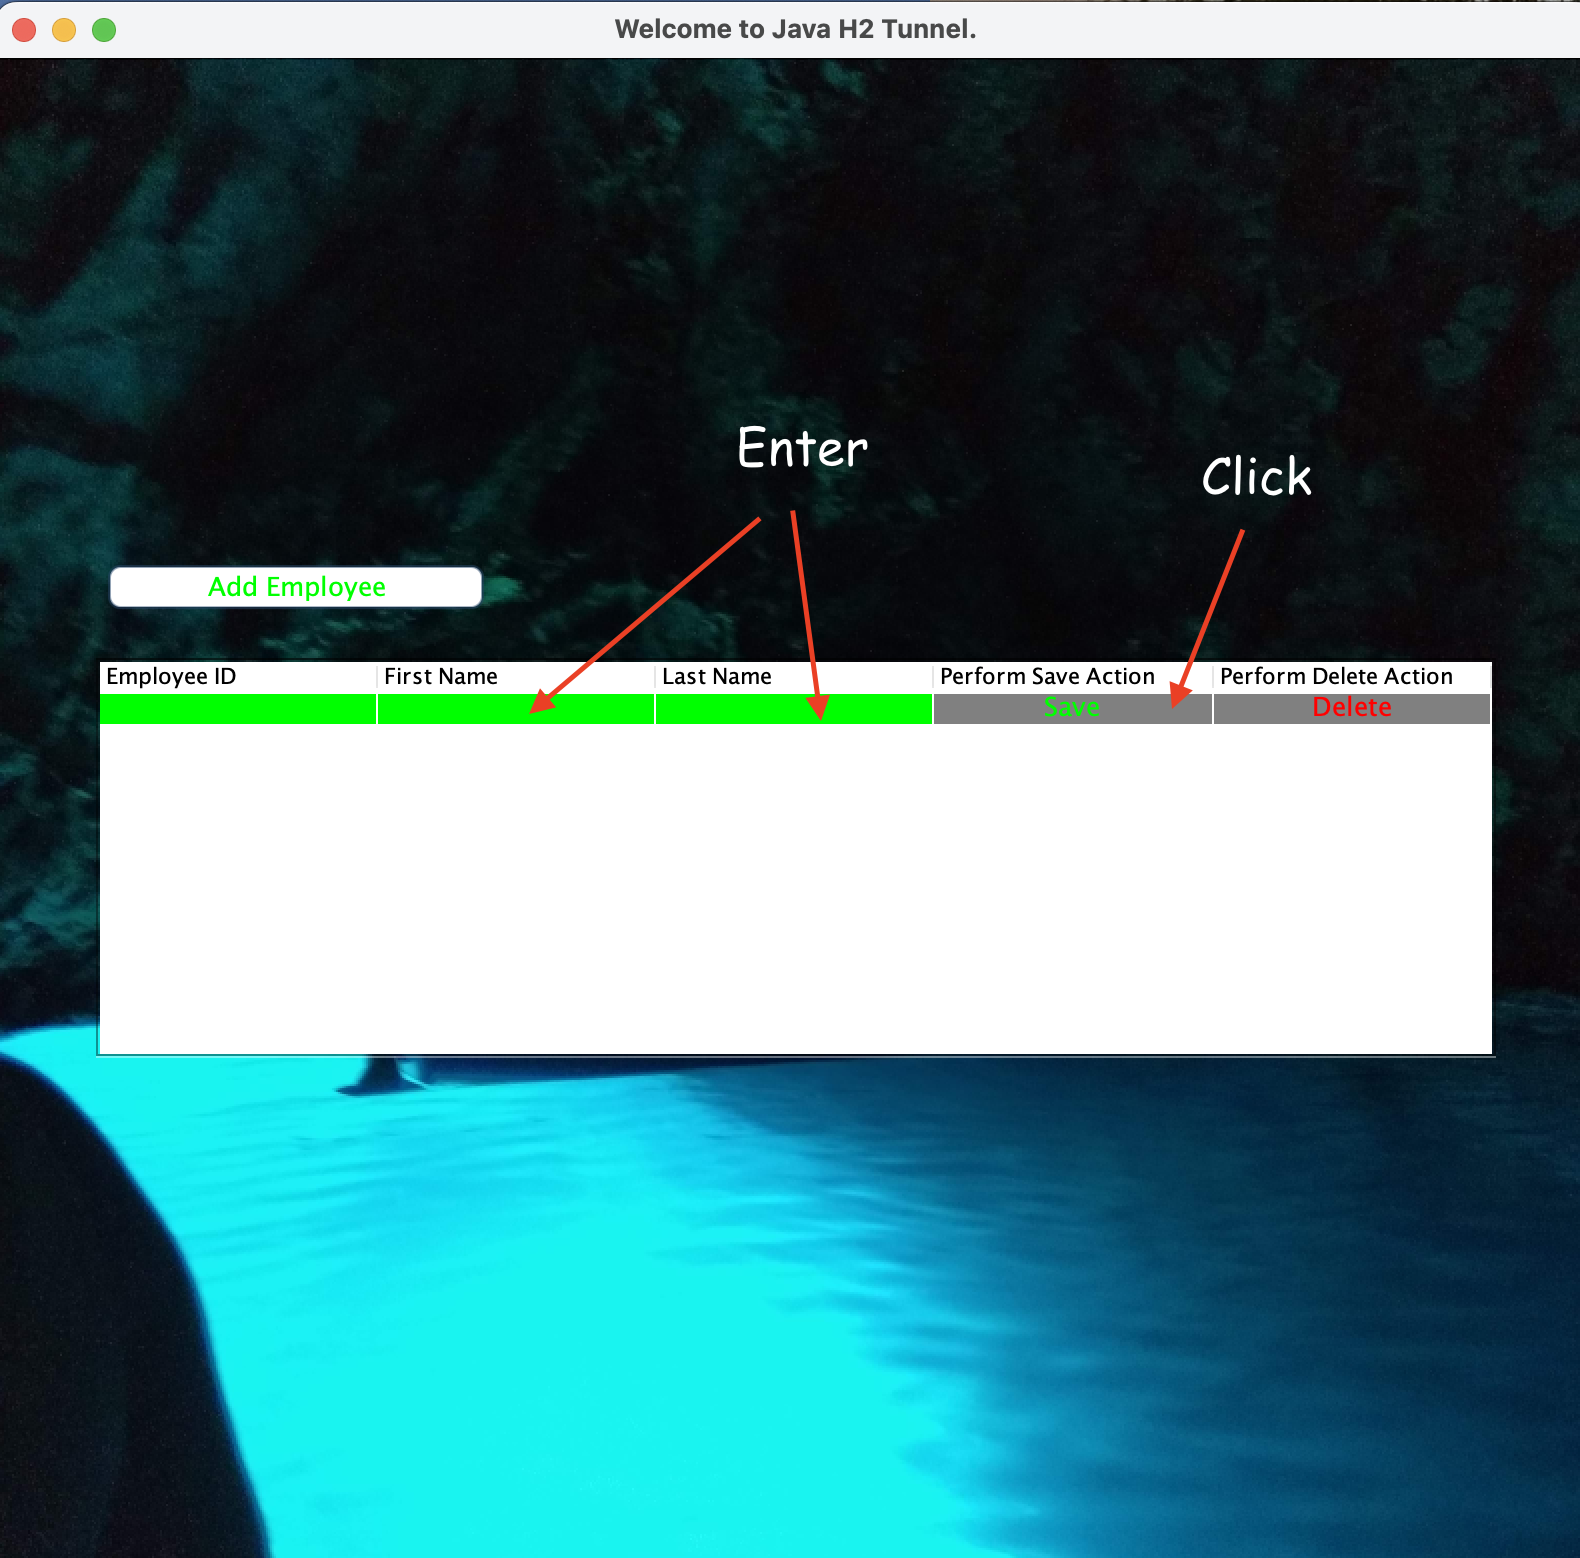 Welcome to Java H2 Tunnel.
Enter
Click
Add Employee
Employee ID First Name Last Name Perform Save Action Perform Delete Action
Save Delete